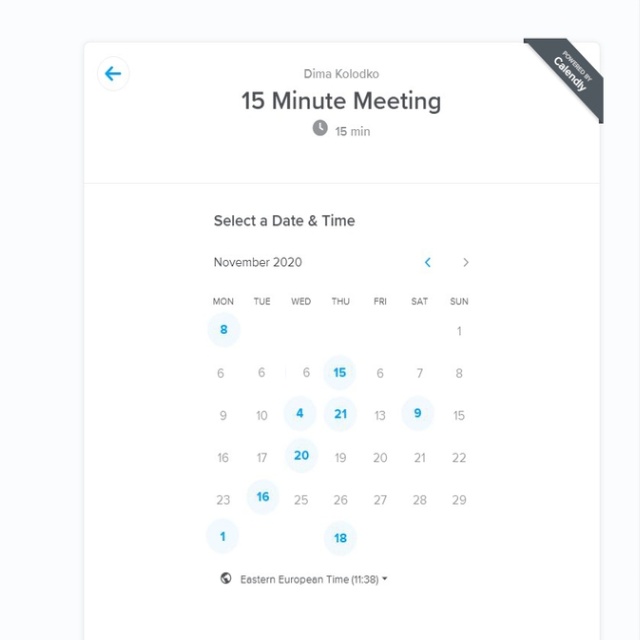 Dima Kolodko
15 Minute Meeting
15 min
POWERED BY
Calendly
Select a Date & Time
November 2020 < >
MON TUE WED THU FRI SAT SUN
8 1
6 6 6 15 6 7 8
9 10 4 21 13 9 15
16 17 20 19 20 21 22
23 16 25 26 27 28 29
1 18
Eastern European Time (11:38)